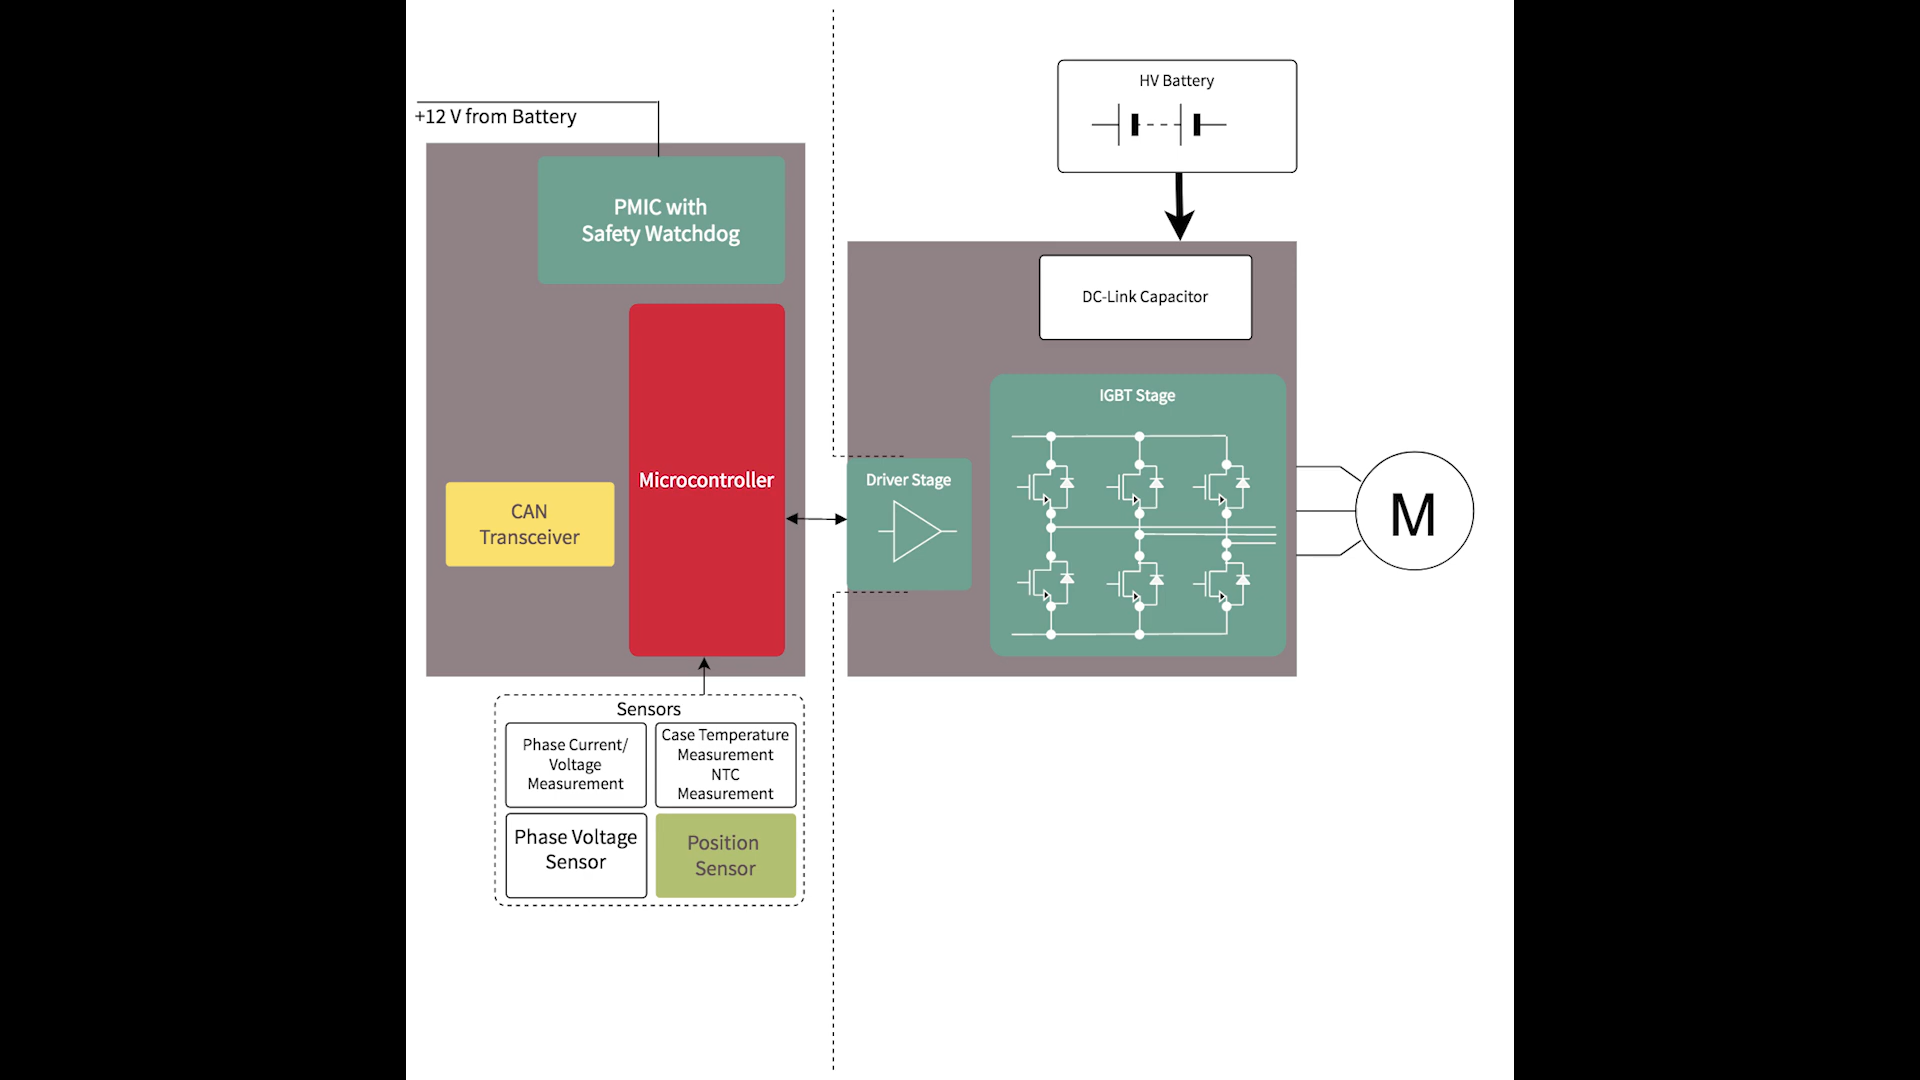 +12 V from Battery
PMIC with
Safety Watchdog
Microcontroller
CAN
Transceiver
Sensors
Phase Current/
Voltage
Measurement
Case Temperature
Measurement
NTC
Measurement
Phase Voltage
Sensor
Position
Sensor
HV Battery
DC-Link Capacitor
Driver Stage
IGBT Stage
M